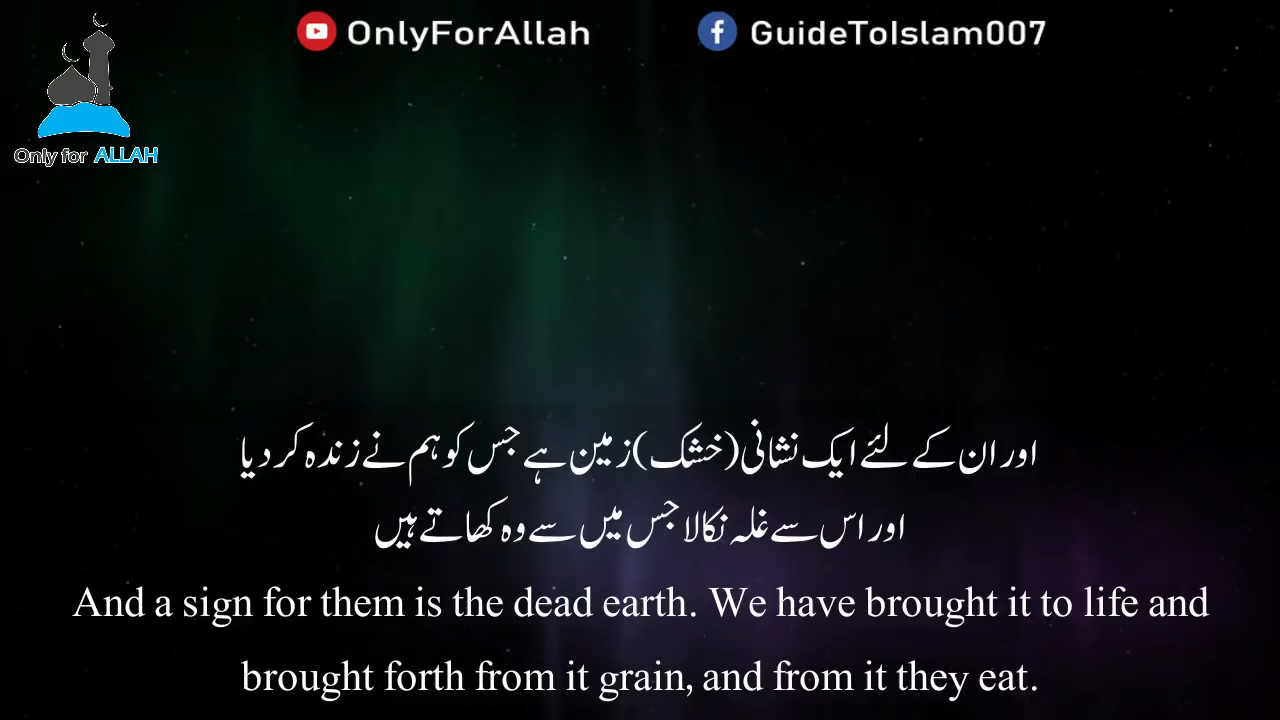 OnlyForAllah
GuideToIslam007
Only for ALLAH
اور ان کے لئے ایک نشانی (خشک) زمین ہے جس کو ہم نے زندہ کر دیا
اور اس سے غلہ نکالا جس میں سے وہ کھاتے ہیں
And a sign for them is the dead earth. We have brought it to life and
brought forth from it grain, and from it they eat.